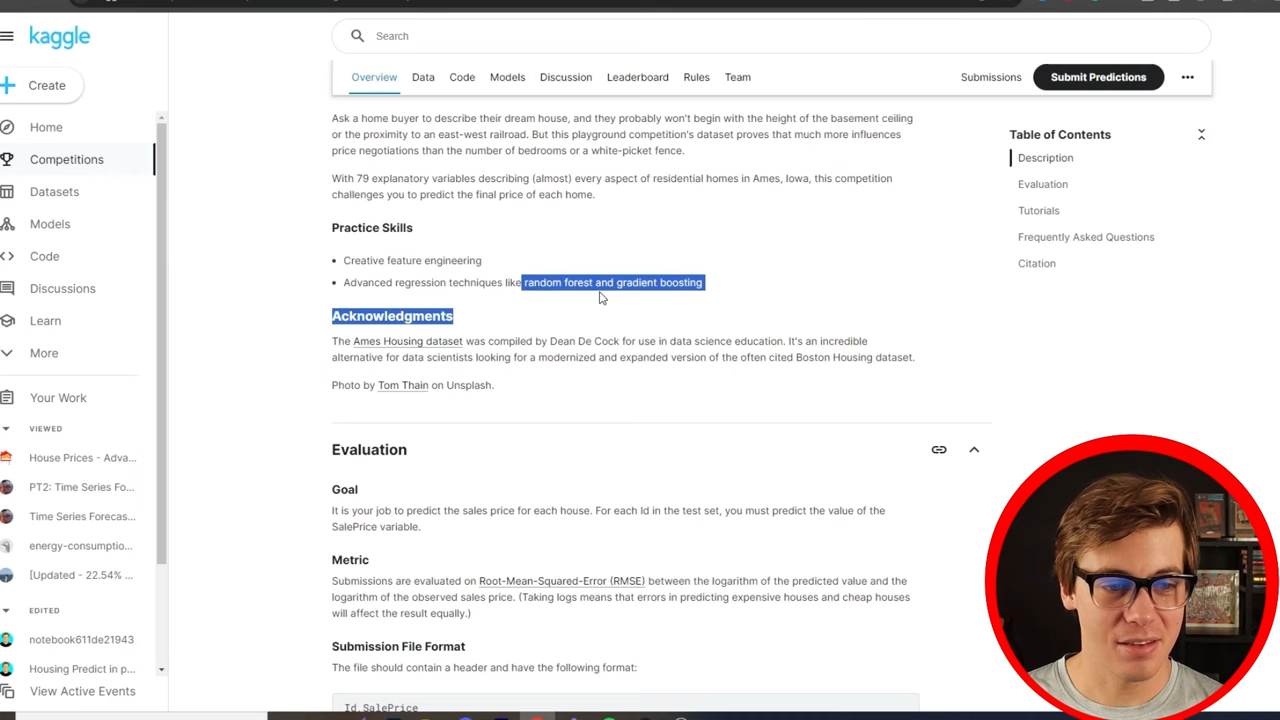 kaggle
Search
Create
Overview
Data
Code
Models
Discussion
Leaderboard
Rules
Team
Submissions
Submit Predictions
Home
Competitions
Datasets
Models
Code
Discussions
Learn
More
Your Work
VIEWED
House Prices - Adva...
PT2: Time Series Fo...
Time Series Forecas...
energy-consumptio...
[Updated - 22.54% ...
EDITED
notebook611de21943
Housing Predict in p...
View Active Events
Ask a home buyer to describe their dream house, and they probably won't begin with the height of the basement ceiling
or the proximity to an east-west railroad. But this playground competition's dataset proves that much more influences
price negotiations than the number of bedrooms or a white-picket fence.
With 79 explanatory variables describing (almost) every aspect of residential homes in Ames, Iowa, this competition
challenges you to predict the final price of each home.
Practice Skills
• Creative feature engineering
• Advanced regression techniques like random forest and gradient boosting
Acknowledgments
The Ames Housing dataset was compiled by Dean De Cock for use in data science education. It's an incredible
alternative for data scientists looking for a modernized and expanded version of the often cited Boston Housing dataset.
Photo by Tom Thain on Unsplash.
Evaluation
Goal
It is your job to predict the sales price for each house. For each Id in the test set, you must predict the value of the
SalePrice variable.
Metric
Submissions are evaluated on Root-Mean-Squared-Error (RMSE) between the logarithm of the predicted value and the
logarithm of the observed sales price. (Taking logs means that errors in predicting expensive houses and cheap houses
will affect the result equally.)
Submission File Format
The file should contain a header and have the following format:
Id,SalePrice
Table of Contents
Description
Evaluation
Tutorials
Frequently Asked Questions
Citation